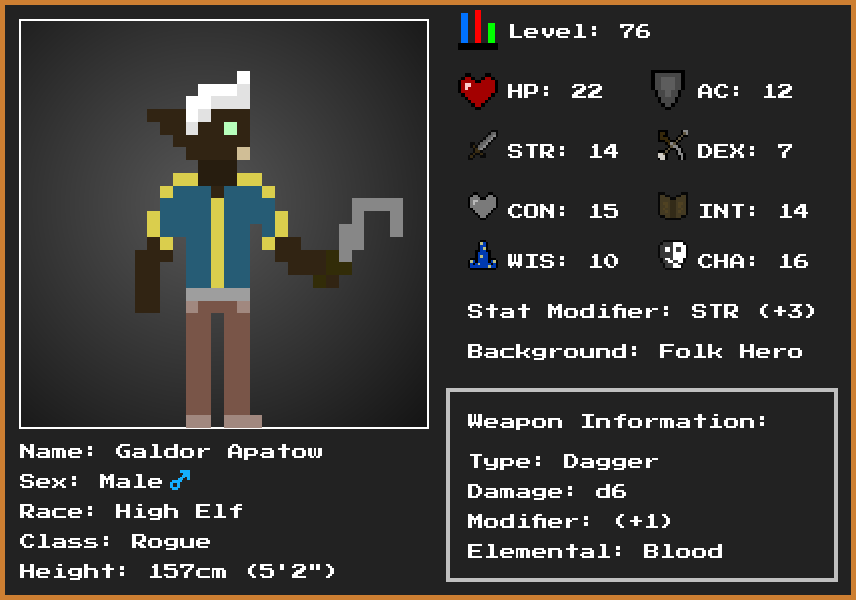 Level: 76
HP: 22
AC: 12
STR: 14
DEX: 7
CON: 15
INT: 14
WIS: 10
CHA: 16
Stat Modifier: STR (+3)
Background: Folk Hero
Weapon Information:
Type: Dagger
Damage: d6
Modifier: (+1)
Elemental: Blood
Name: Galdor Apatow
Sex: Male ♂
Race: High Elf
Class: Rogue
Height: 157cm (5'2")